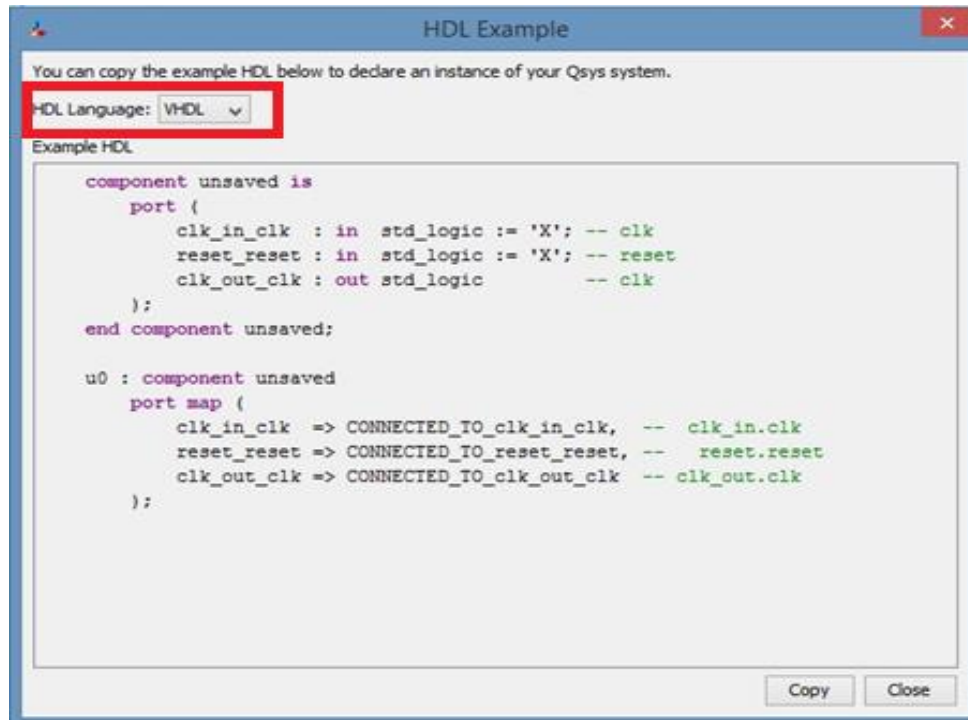 HDL Example
You can copy the example HDL below to declare an instance of your Qsys system.
HDL Language: VHDL
Example HDL
component unsaved is
port (
clk_in_clk : in std_logic := 'X'; -- clk
reset_reset : in std_logic := 'X'; -- reset
clk_out_clk : out std_logic -- clk
);
end component unsaved;
u0 : component unsaved
port map (
clk_in_clk => CONNECTED_TO_clk_in_clk, -- clk_in.clk
reset_reset => CONNECTED_TO_reset_reset, -- reset.reset
clk_out_clk => CONNECTED_TO_clk_out_clk -- clk_out.clk
);
Copy Close